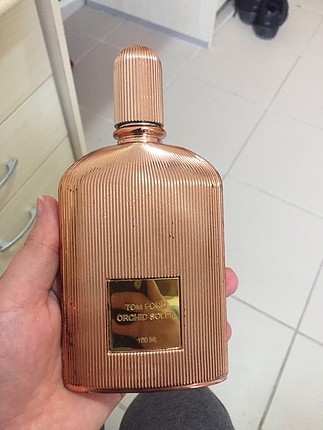 TOM FORD
ORCHID SOLEIL
100 ML